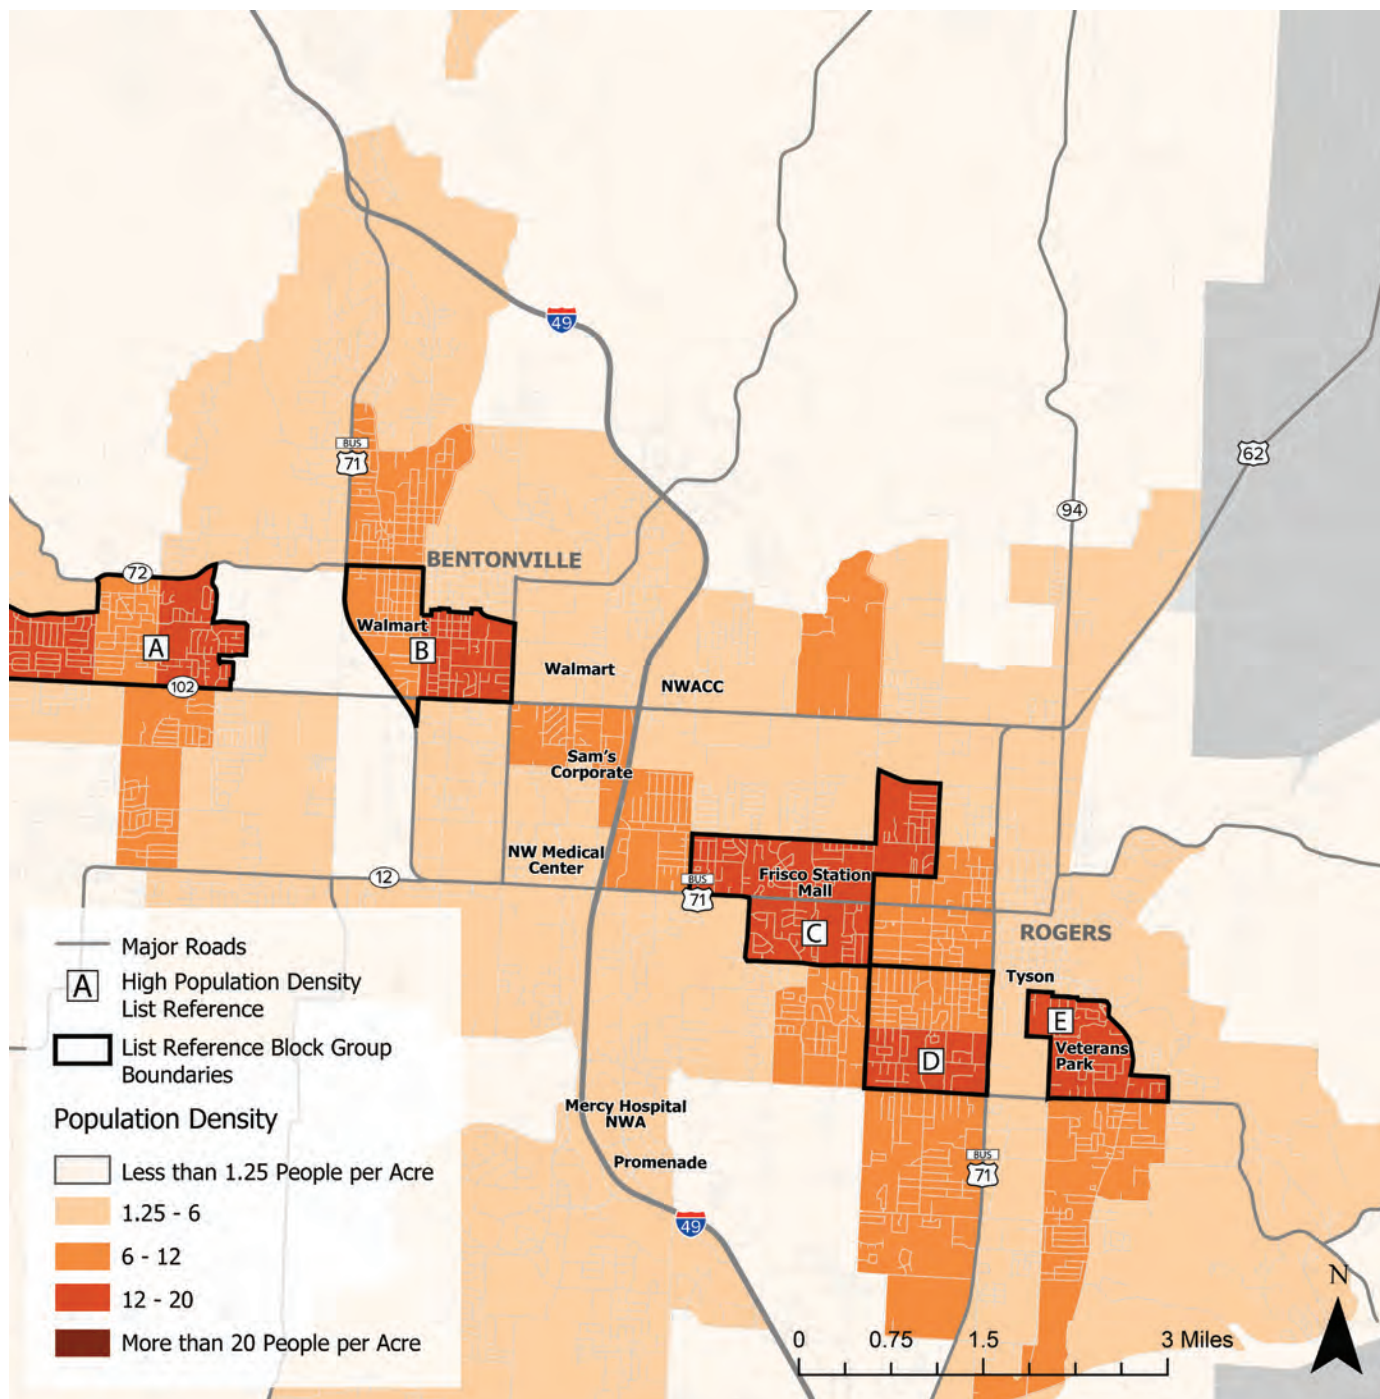 49
BUS
71
62
94
BENTONVILLE
72
Walmart
A
B
Walmart
102
NWACC
Sam's
Corporate
NW Medical
Center
Frisco Station
Mall
12
BUS
71
C
ROGERS
Tyson
E
D
Veterans
Park
Mercy Hospital
NWA
Promenade
BUS
71
49
Major Roads
A
High Population Density
List Reference
List Reference Block Group
Boundaries
Population Density
Less than 1.25 People per Acre
1.25 - 6
6 - 12
12 - 20
More than 20 People per Acre
N
0 0.75 1.5 3 Miles